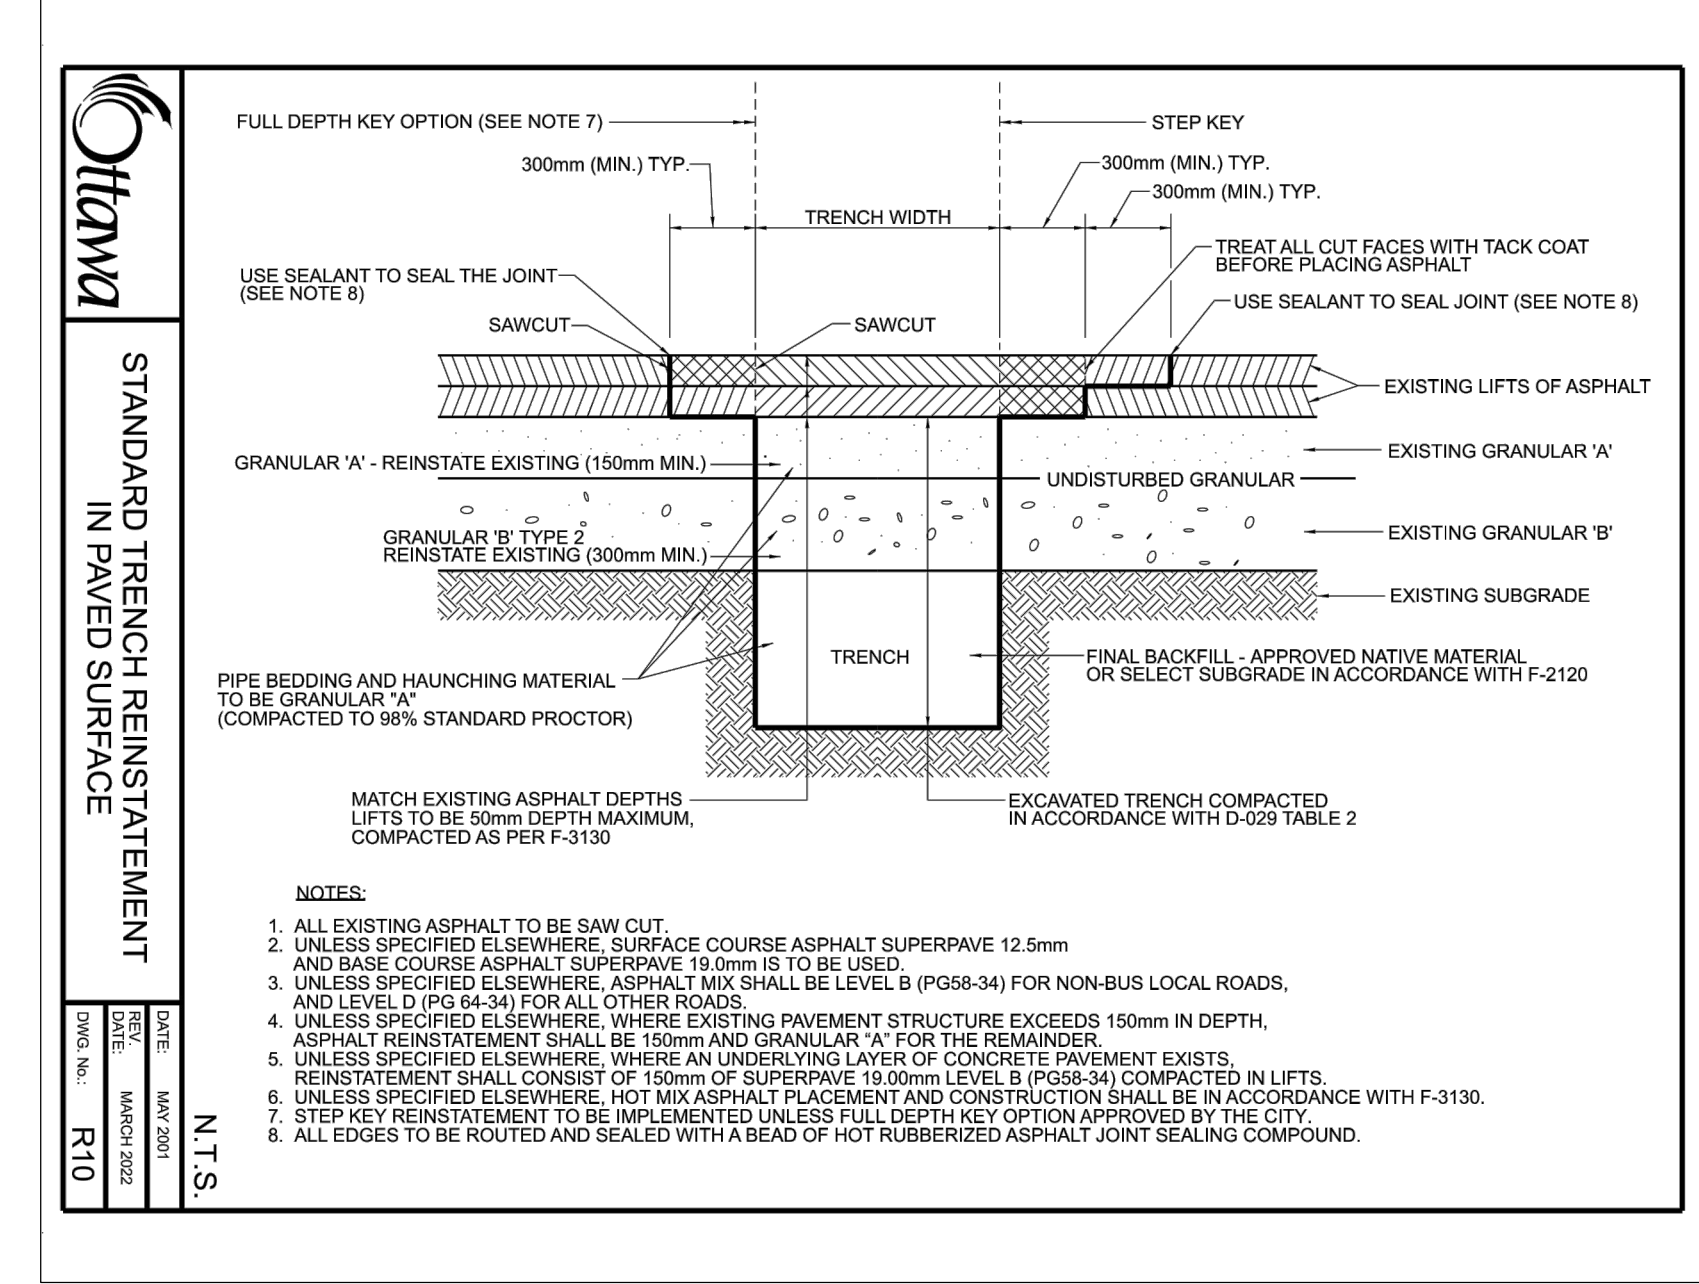 Ottawa
STANDARD TRENCH REINSTATEMENT
IN PAVED SURFACE
DATE: MAY 2001
REV.
DATE: MARCH 2022
DWG. No.: R10
N.T.S.
FULL DEPTH KEY OPTION (SEE NOTE 7)
STEP KEY
300mm (MIN.) TYP.
300mm (MIN.) TYP.
300mm (MIN.) TYP.
TRENCH WIDTH
TREAT ALL CUT FACES WITH TACK COAT
BEFORE PLACING ASPHALT
USE SEALANT TO SEAL THE JOINT
(SEE NOTE 8)
USE SEALANT TO SEAL JOINT (SEE NOTE 8)
SAWCUT
SAWCUT
EXISTING LIFTS OF ASPHALT
GRANULAR 'A' - REINSTATE EXISTING (150mm MIN.)
EXISTING GRANULAR 'A'
UNDISTURBED GRANULAR
GRANULAR 'B' TYPE 2
REINSTATE EXISTING (300mm MIN.)
EXISTING GRANULAR 'B'
EXISTING SUBGRADE
TRENCH
FINAL BACKFILL - APPROVED NATIVE MATERIAL
OR SELECT SUBGRADE IN ACCORDANCE WITH F-2120
PIPE BEDDING AND HAUNCHING MATERIAL
TO BE GRANULAR "A"
(COMPACTED TO 98% STANDARD PROCTOR)
MATCH EXISTING ASPHALT DEPTHS
LIFTS TO BE 50mm DEPTH MAXIMUM,
COMPACTED AS PER F-3130
EXCAVATED TRENCH COMPACTED
IN ACCORDANCE WITH D-029 TABLE 2
NOTES:
1. ALL EXISTING ASPHALT TO BE SAW CUT.
2. UNLESS SPECIFIED ELSEWHERE, SURFACE COURSE ASPHALT SUPERPAVE 12.5mm
AND BASE COURSE ASPHALT SUPERPAVE 19.0mm IS TO BE USED.
3. UNLESS SPECIFIED ELSEWHERE, ASPHALT MIX SHALL BE LEVEL B (PG58-34) FOR NON-BUS LOCAL ROADS,
AND LEVEL D (PG 64-34) FOR ALL OTHER ROADS.
4. UNLESS SPECIFIED ELSEWHERE, WHERE EXISTING PAVEMENT STRUCTURE EXCEEDS 150mm IN DEPTH,
ASPHALT REINSTATEMENT SHALL BE 150mm AND GRANULAR “A” FOR THE REMAINDER.
5. UNLESS SPECIFIED ELSEWHERE, WHERE AN UNDERLYING LAYER OF CONCRETE PAVEMENT EXISTS,
REINSTATEMENT SHALL CONSIST OF 150mm OF SUPERPAVE 19.00mm LEVEL B (PG58-34) COMPACTED IN LIFTS.
6. UNLESS SPECIFIED ELSEWHERE, HOT MIX ASPHALT PLACEMENT AND CONSTRUCTION SHALL BE IN ACCORDANCE WITH F-3130.
7. STEP KEY REINSTATEMENT TO BE IMPLEMENTED UNLESS FULL DEPTH KEY OPTION APPROVED BY THE CITY.
8. ALL EDGES TO BE ROUTED AND SEALED WITH A BEAD OF HOT RUBBERIZED ASPHALT JOINT SEALING COMPOUND.